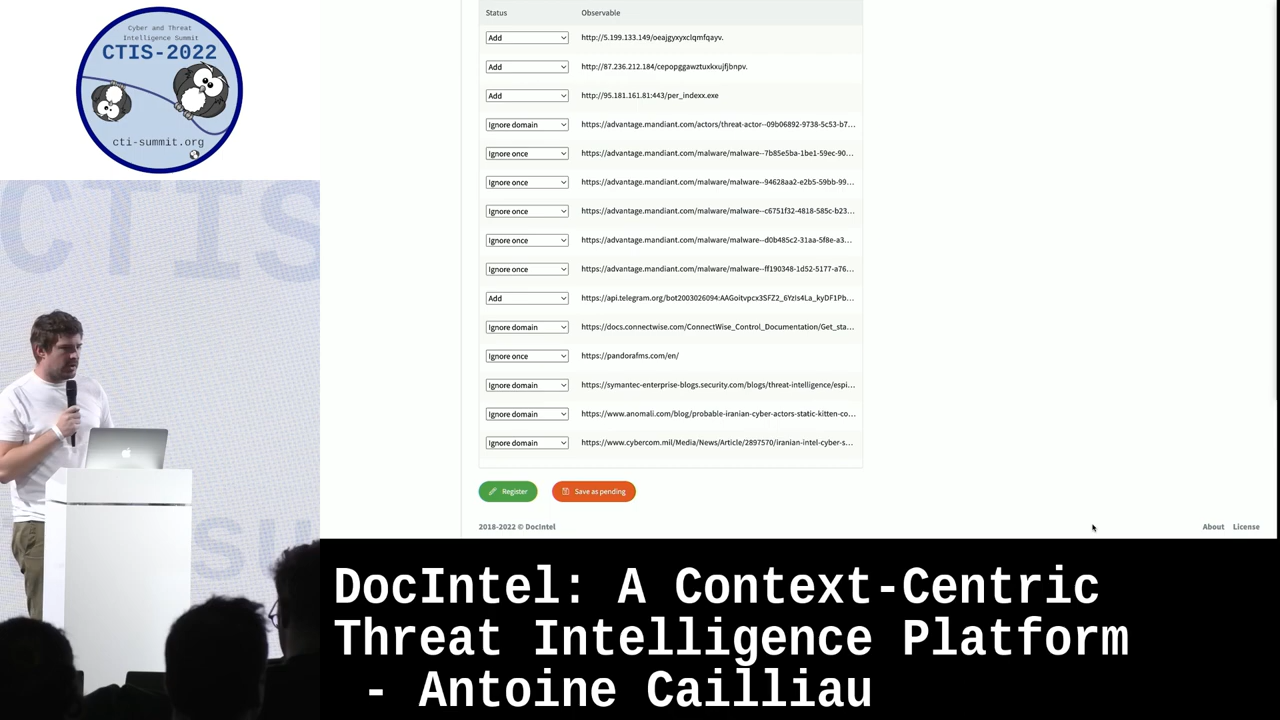 Cyber and Threat
Intelligence Summit
CTIS-2022
cti-summit.org
CTIS
su
Status Observable
Add http://5.199.133.149/oeajgyxyxclqmfqayv.
Add http://87.236.212.184/cepopggawztuxkxujfjbnpv.
Add http://95.181.161.81:443/per_indexx.exe
Ignore domain https://advantage.mandiant.com/actors/threat-actor--09b06892-9738-5c53-b7...
Ignore once https://advantage.mandiant.com/malware/malware--7b85e5ba-1be1-59ec-90...
Ignore once https://advantage.mandiant.com/malware/malware--94628aa2-e2b5-59bb-99...
Ignore once https://advantage.mandiant.com/malware/malware--c6751f32-4818-585c-b23...
Ignore once https://advantage.mandiant.com/malware/malware--d0b485c2-31aa-5f8e-a3...
Ignore once https://advantage.mandiant.com/malware/malware--ff190348-1d52-5177-a76...
Add https://api.telegram.org/bot2003026094:AAGoitvpcx3SFZ2_6YzIs4La_kyDF1Pb...
Ignore domain https://docs.connectwise.com/ConnectWise_Control_Documentation/Get_sta...
Ignore once https://pandorafms.com/en/
Ignore domain https://symantec-enterprise-blogs.security.com/blogs/threat-intelligence/espi...
Ignore domain https://www.anomali.com/blog/probable-iranian-cyber-actors-static-kitten-co...
Ignore domain https://www.cybercom.mil/Media/News/Article/2897570/iranian-intel-cyber-s...
Register Save as pending
2018-2022 © DocIntel About License
DocIntel: A Context-Centric
Threat Intelligence Platform
- Antoine Cailliau